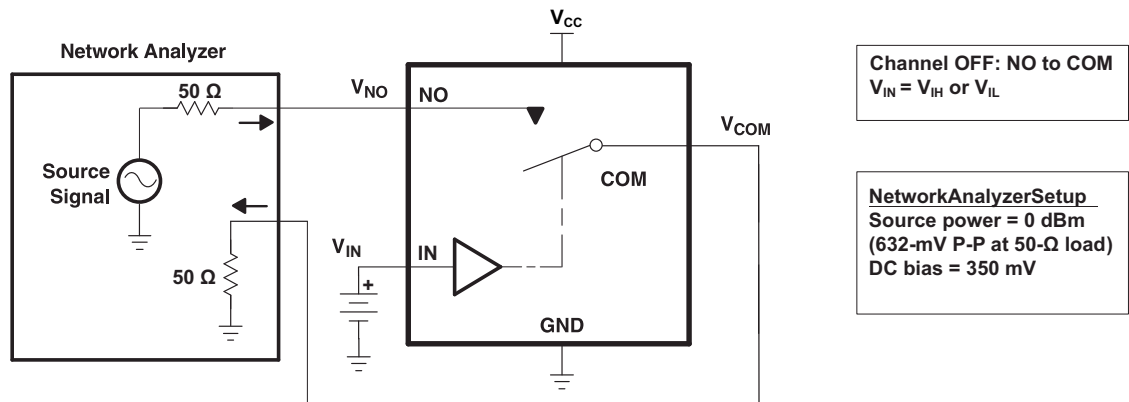 V_CC
Network Analyzer
Channel OFF: NO to COM
V_IN = V_IH or V_IL
50 Ω
V_NO
NO
V_COM
COM
Source
Signal
NetworkAnalyzerSetup
Source power = 0 dBm
(632-mV P-P at 50-Ω load)
DC bias = 350 mV
V_IN
IN
50 Ω
+
GND